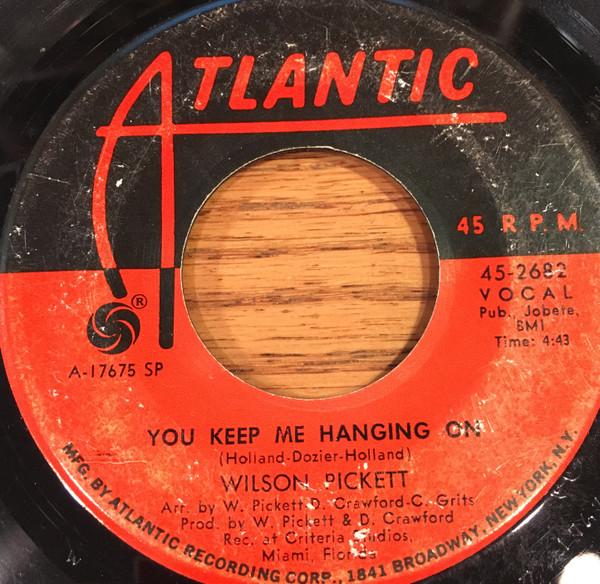 ATLANTIC
45 R.P.M.
45-2682
VOCAL
Pub., Jobete,
BMI
Time: 4:43
®
A-17675 SP
YOU KEEP ME HANGING ON
(Holland-Dozier-Holland)
WILSON PICKETT
Arr. by W. Pickett-D. Crawford-C. Grits
Prod. by W. Pickett & D. Crawford
Rec. at Criteria Studios,
Miami, Florida
MFG. BY ATLANTIC RECORDING CORP., 1841 BROADWAY, NEW YORK, N.Y.